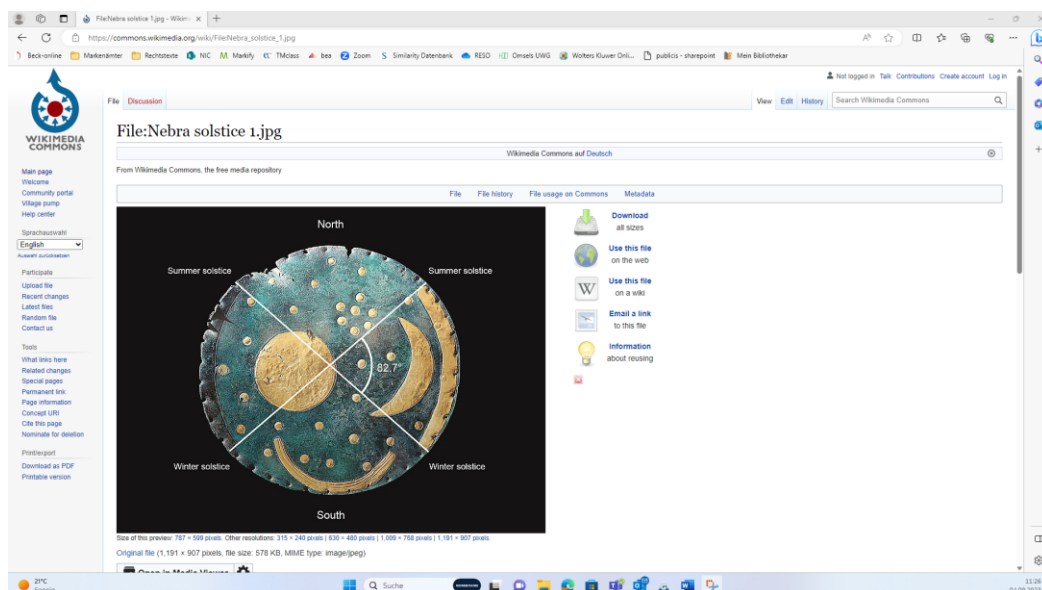 File:Nebra solstice 1.jpg - Wikim
https://commons.wikimedia.org/wiki/File:Nebra_solstice_1.jpg
Beck-online Markenämter Rechtstexte NIC Markify TMclass bea Zoom Similarity Datenbank RESO Omsels UWG Wolters Kluwer Onli... publicis - sharepoint Mein Bibliothekar
Not logged in Talk Contributions Create account Log in
File Discussion View Edit History Search Wikimedia Commons
WIKIMEDIA
COMMONS
File:Nebra solstice 1.jpg
Wikimedia Commons auf Deutsch
From Wikimedia Commons, the free media repository
File File history File usage on Commons Metadata
Main page
Welcome
Community portal
Village pump
Help center
Sprachauswahl
English
Auswahl zurücksetzen
Participate
Upload file
Recent changes
Latest files
Random file
Contact us
Tools
What links here
Related changes
Special pages
Permanent link
Page information
Concept URI
Cite this page
Nominate for deletion
Print/export
Download as PDF
Printable version
North
Summer solstice Summer solstice
82.7°
Winter solstice Winter solstice
South
Download
all sizes
Use this file
on the web
W
Use this file
on a wiki
Email a link
to this file
Information
about reusing
Size of this preview: 787 × 599 pixels. Other resolutions: 315 × 240 pixels | 630 × 480 pixels | 1,009 × 768 pixels | 1,191 × 907 pixels.
Original file (1,191 × 907 pixels, file size: 578 KB, MIME type: image/jpeg)
Open in Media Viewer
21°C
Suche
11:26